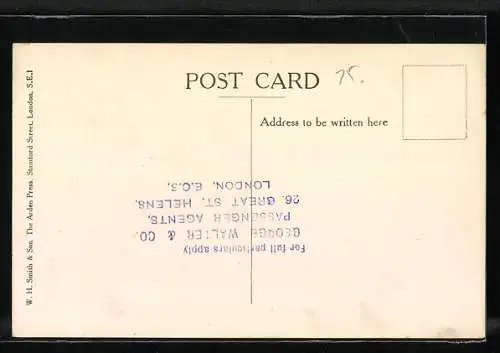 POST CARD
75.
Address to be written here
W. H. Smith & Son, The Arden Press, Stamford Street, London, S.E.1
For full particulars apply
GEORGE WALTER & CO.
PASSENGER AGENTS,
26, GREAT ST. HELENS,
LONDON, E.C.3.